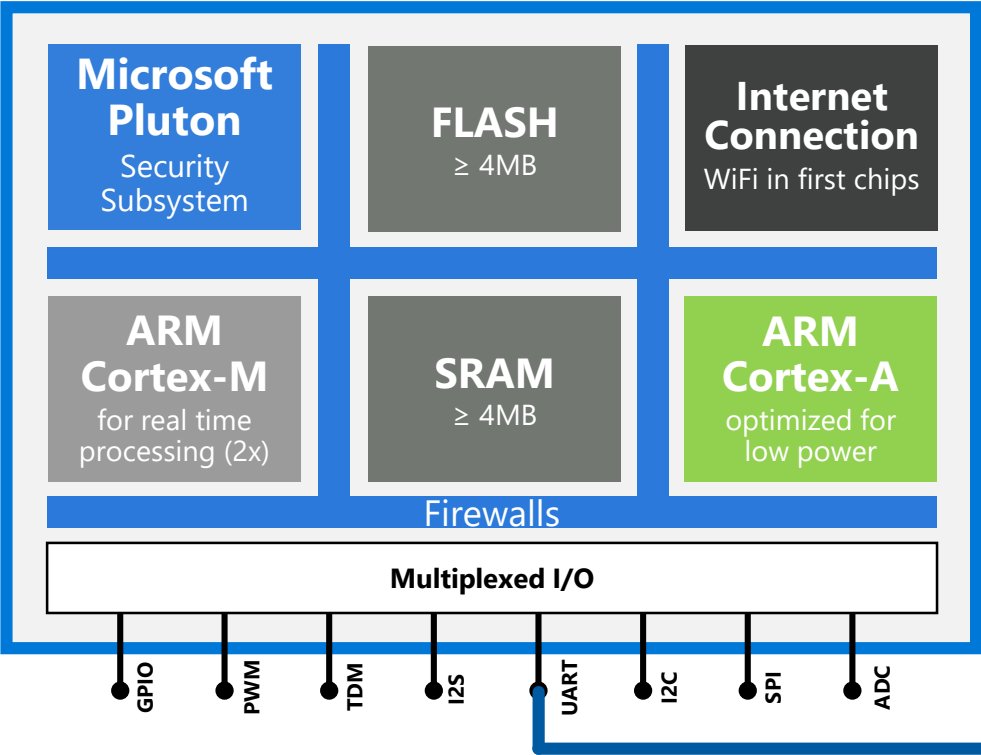 Microsoft
Pluton
Security
Subsystem
FLASH
≥ 4MB
Internet
Connection
WiFi in first chips
ARM
Cortex-M
for real time
processing (2x)
SRAM
≥ 4MB
ARM
Cortex-A
optimized for
low power
Firewalls
Multiplexed I/O
GPIO
PWM
TDM
I2S
UART
I2C
SPI
ADC